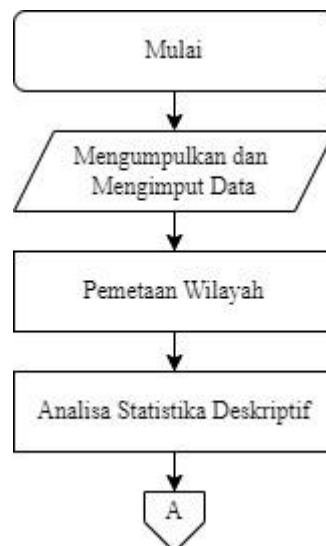 Mulai
Mengumpulkan dan
Mengimput Data
Pemetaan Wilayah
Analisa Statistika Deskriptif
A